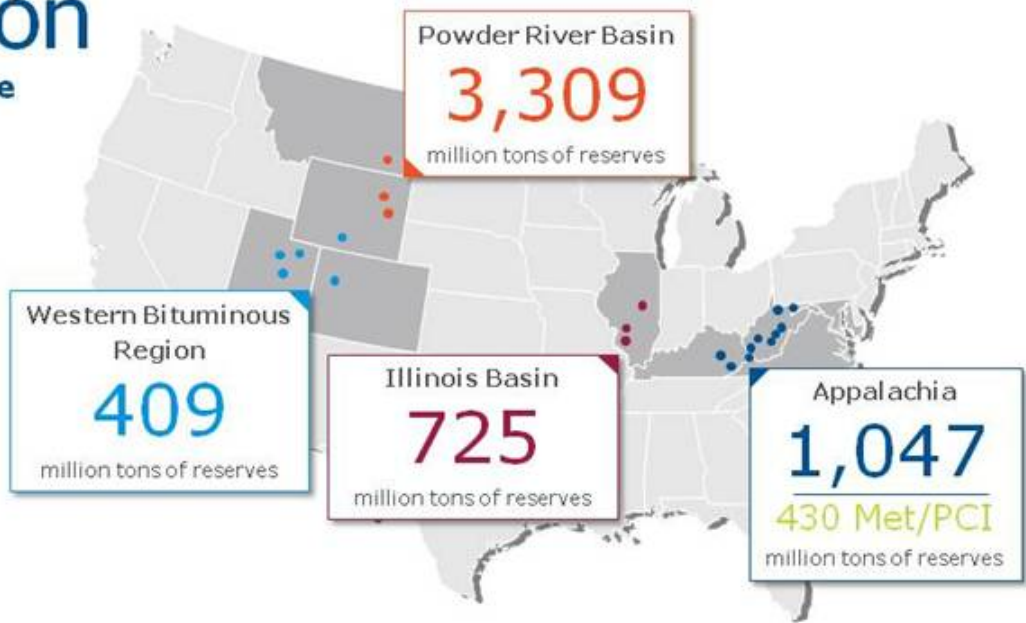 Powder River Basin
3,309
million tons of reserves
Western Bituminous
Region
409
million tons of reserves
Illinois Basin
725
million tons of reserves
Appalachia
1,047
430 Met/PCI
million tons of reserves